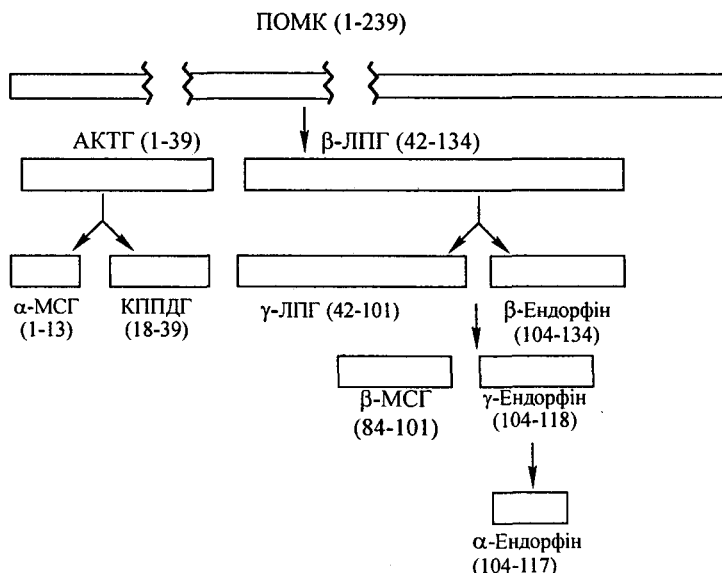 ПОМК (1-239)
АКТГ (1-39)
β-ЛПГ (42-134)
α-МСГ
(1-13)
КППДГ
(18-39)
γ-ЛПГ (42-101)
β-Ендорфін
(104-134)
β-МСГ
(84-101)
γ-Ендорфін
(104-118)
α-Ендорфін
(104-117)